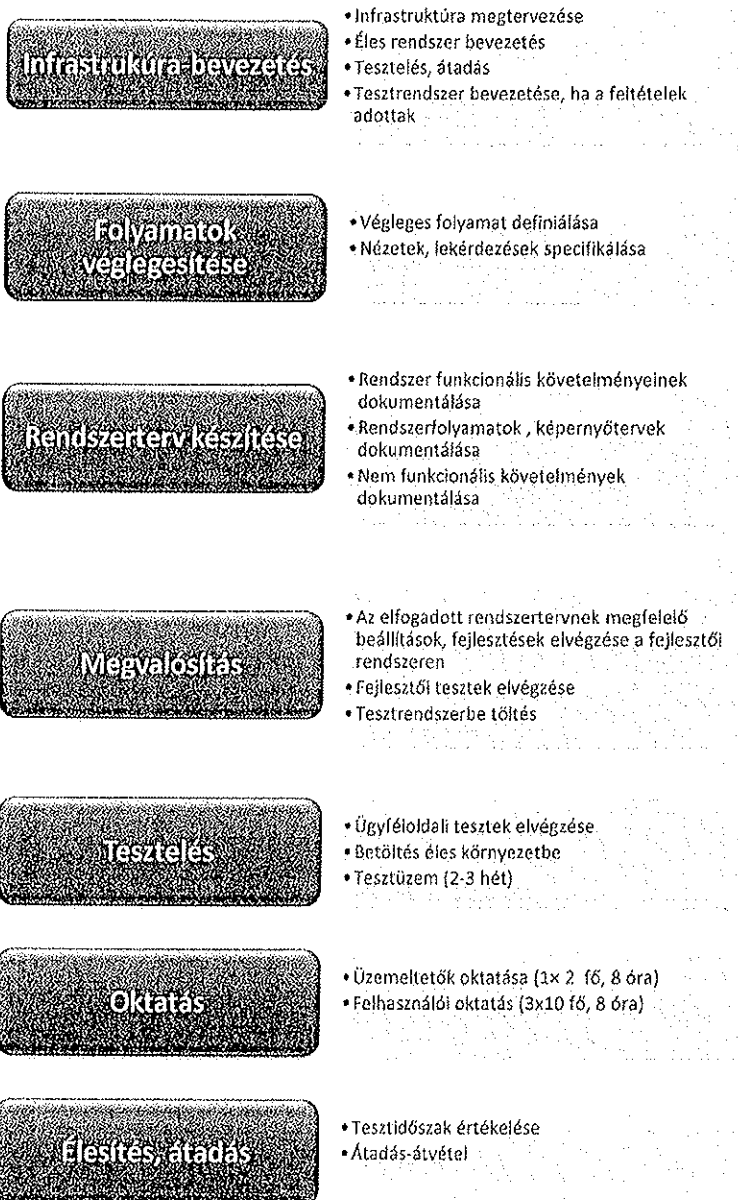 Infrastrukúra-bevezetés
• Infrastruktúra megtervezése
• Éles rendszer bevezetés
• Tesztelés, átadás
• Tesztrendszer bevezetése, ha a feltételek
adottak
Folyamatok
véglegesítése
• Végleges folyamat definiálása
• Nézetek, lekérdezések specifikálása
Rendszerterv készítése
• Rendszer funkcionális követelményeinek
dokumentálása
• Rendszerfolyamatok , képernyőtervek
dokumentálása
• Nem funkcionális követelmények
dokumentálása
Megvalósítás
• Az elfogadott rendszertervnek megfelelő
beállítások, fejlesztések elvégzése a fejlesztői
rendszeren
• Fejlesztői tesztek elvégzése
• Tesztrendszerbe töltés
Tesztelés
• Ügyféloldali tesztek elvégzése
• Betöltés éles környezetbe
• Tesztüzem (2-3 hét)
Oktatás
• Üzemeltetők oktatása (1x 2 fő, 8 óra)
• Felhasználói oktatás (3x10 fő, 8 óra)
Élesítés, átadás
• Tesztidőszak értékelése
• Átadás-átvétel